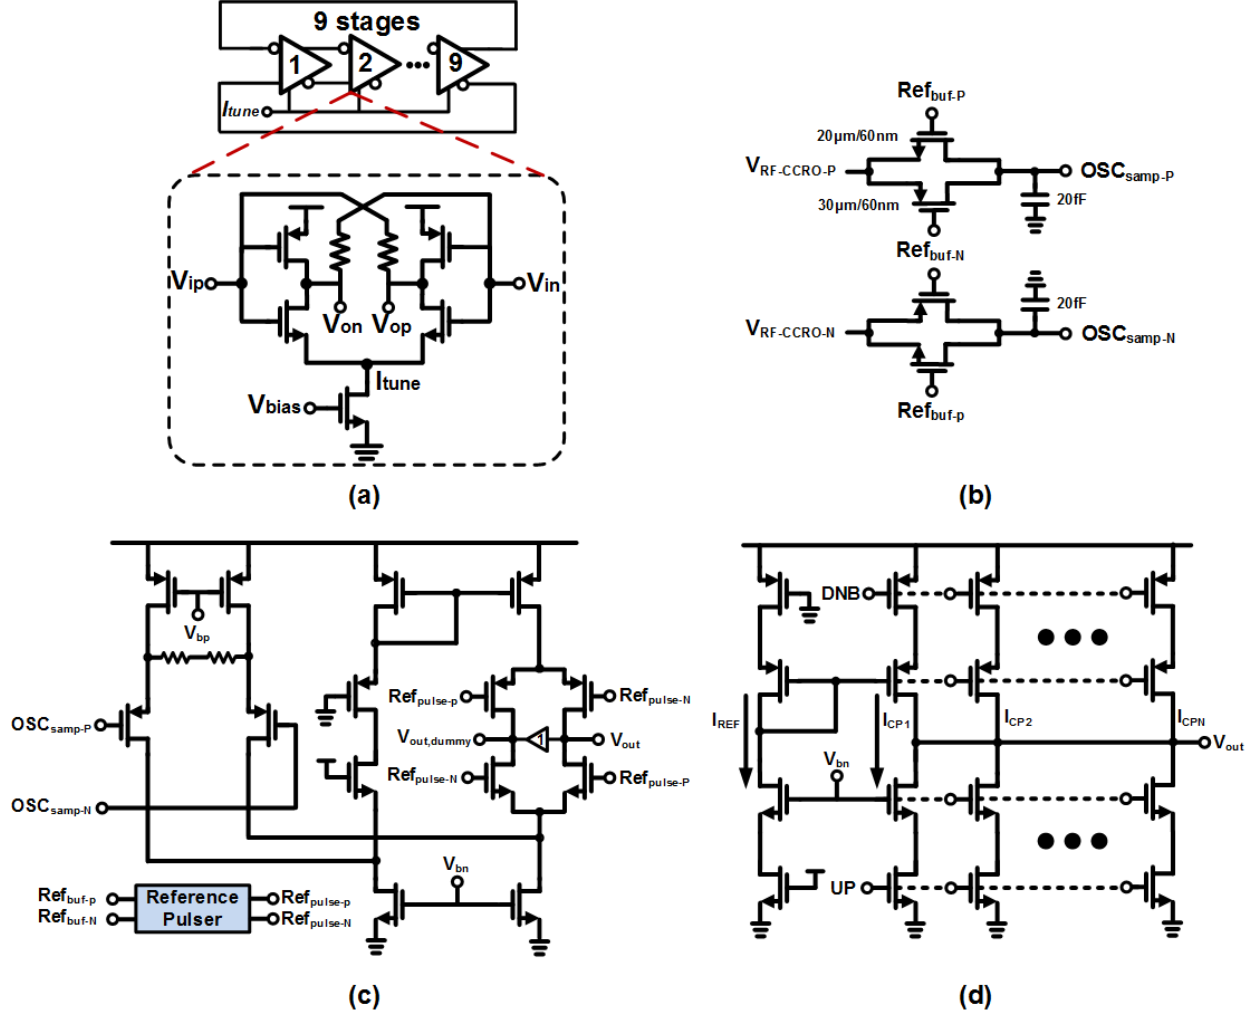 9 stages
1
2
9
Itune
Vip
Von
Vop
Vin
Itune
Vbias
(a)
Refbuf-P
20μm/60nm
VRF-CCRO-P
OSCsamp-P
20fF
30μm/60nm
Refbuf-N
20fF
VRF-CCRO-N
OSCsamp-N
Refbuf-p
(b)
Vbp
OSCsamp-P
OSCsamp-N
Refpulse-p
Refpulse-N
Vout,dummy
1
Vout
Refpulse-N
Refpulse-P
Vbn
Refbuf-p
Refbuf-N
Reference
Pulser
Refpulse-p
Refpulse-N
(c)
DNB
IREF
ICP1
ICP2
ICPN
Vout
Vbn
UP
(d)